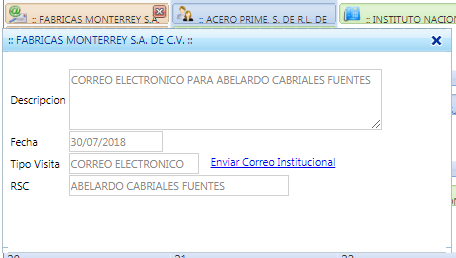 :: FABRICAS MONTERREY S.A. :: ACERO PRIME. S. DE R.L. DE :: INSTITUTO NACION
:: FABRICAS MONTERREY S.A. DE C.V. ::
Descripcion CORREO ELECTRONICO PARA ABELARDO CABRIALES FUENTES
Fecha 30/07/2018
Tipo Visita CORREO ELECTRONICO Enviar Correo Institucional
RSC ABELARDO CABRIALES FUENTES